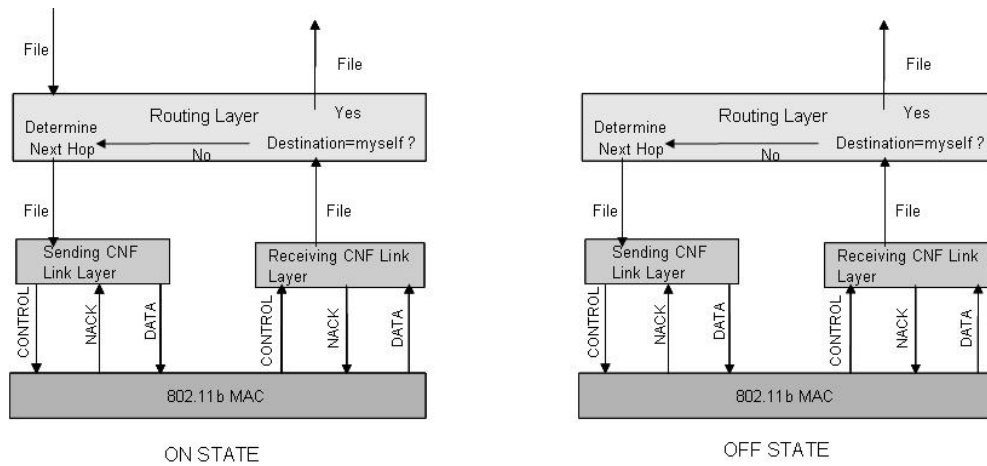 File
File
Routing Layer
Yes
Determine
Next Hop
No
Destination=myself ?
File
File
Sending CNF
Link Layer
Receiving CNF Link
Layer
CONTROL
NACK
DATA
CONTROL
NACK
DATA
802.11b MAC
ON STATE
File
Routing Layer
Yes
Determine
Next Hop
No
Destination=myself ?
File
File
Sending CNF
Link Layer
Receiving CNF Link
Layer
CONTROL
NACK
DATA
CONTROL
NACK
DATA
802.11b MAC
OFF STATE